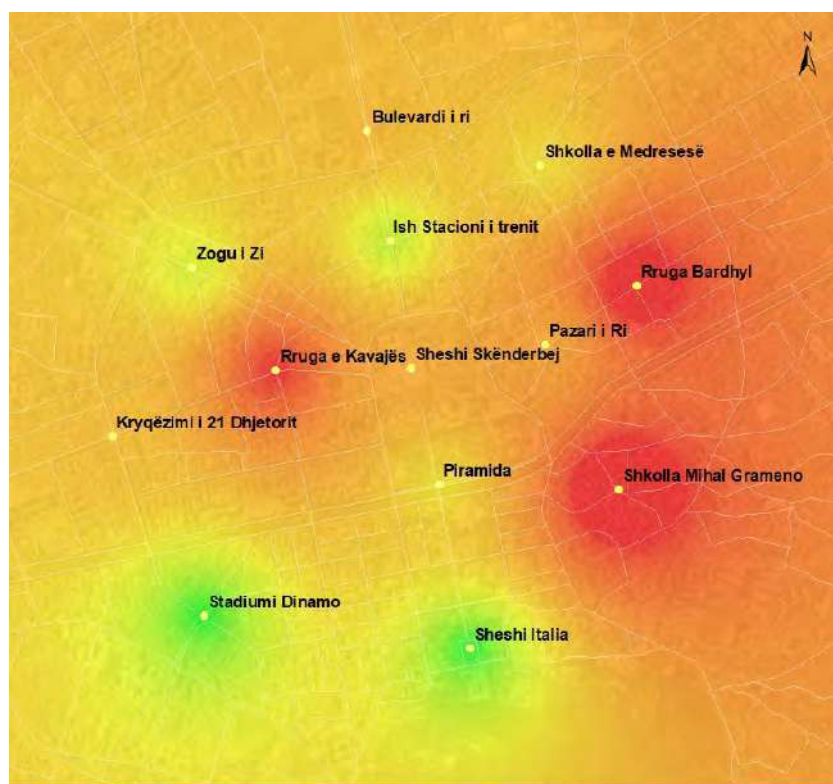 N
Bulevardi i ri
Shkolla e Medresesë
Ish Stacioni i trenit
Zogu i Zi
Rruga Bardhyl
Pazari i Ri
Rruga e Kavajës
Sheshi Skënderbej
Kryqëzimi i 21 Dhjetorit
Piramida
Shkolla Mihal Grameno
Stadiumi Dinamo
Sheshi Italia